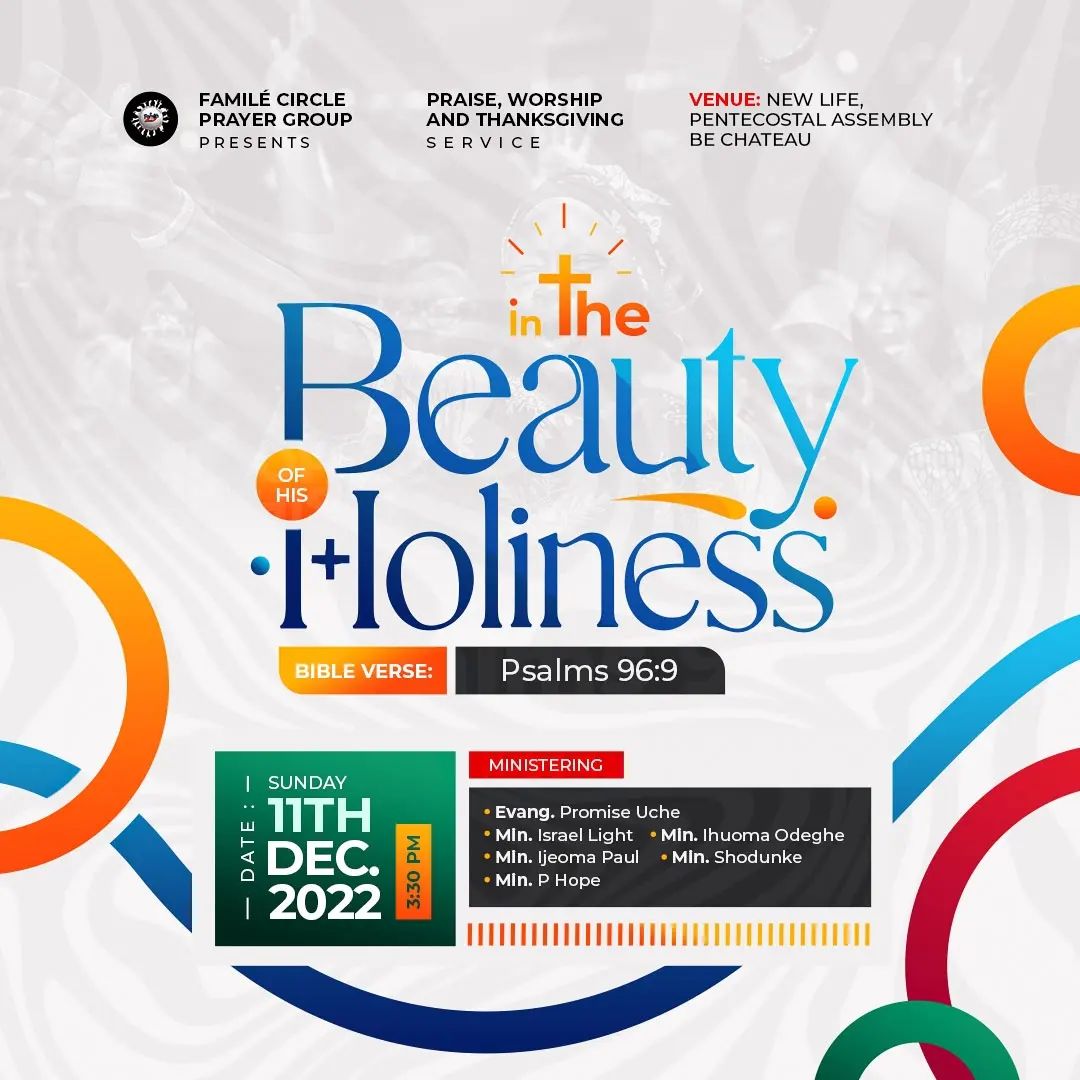 FAMILÉ CIRCLE
PRAYER GROUP
PRESENTS
PRAISE, WORSHIP
AND THANKSGIVING
SERVICE
VENUE: NEW LIFE,
PENTECOSTAL ASSEMBLY
BE CHATEAU
in the
Beauty
OF
HIS
Holiness
BIBLE VERSE: Psalms 96:9
DATE :
SUNDAY
11TH
DEC.
2022
3:30 PM
MINISTERING
• Evang. Promise Uche
• Min. Israel Light • Min. Ihuoma Odeghe
• Min. Ijeoma Paul • Min. Shodunke
• Min. P Hope